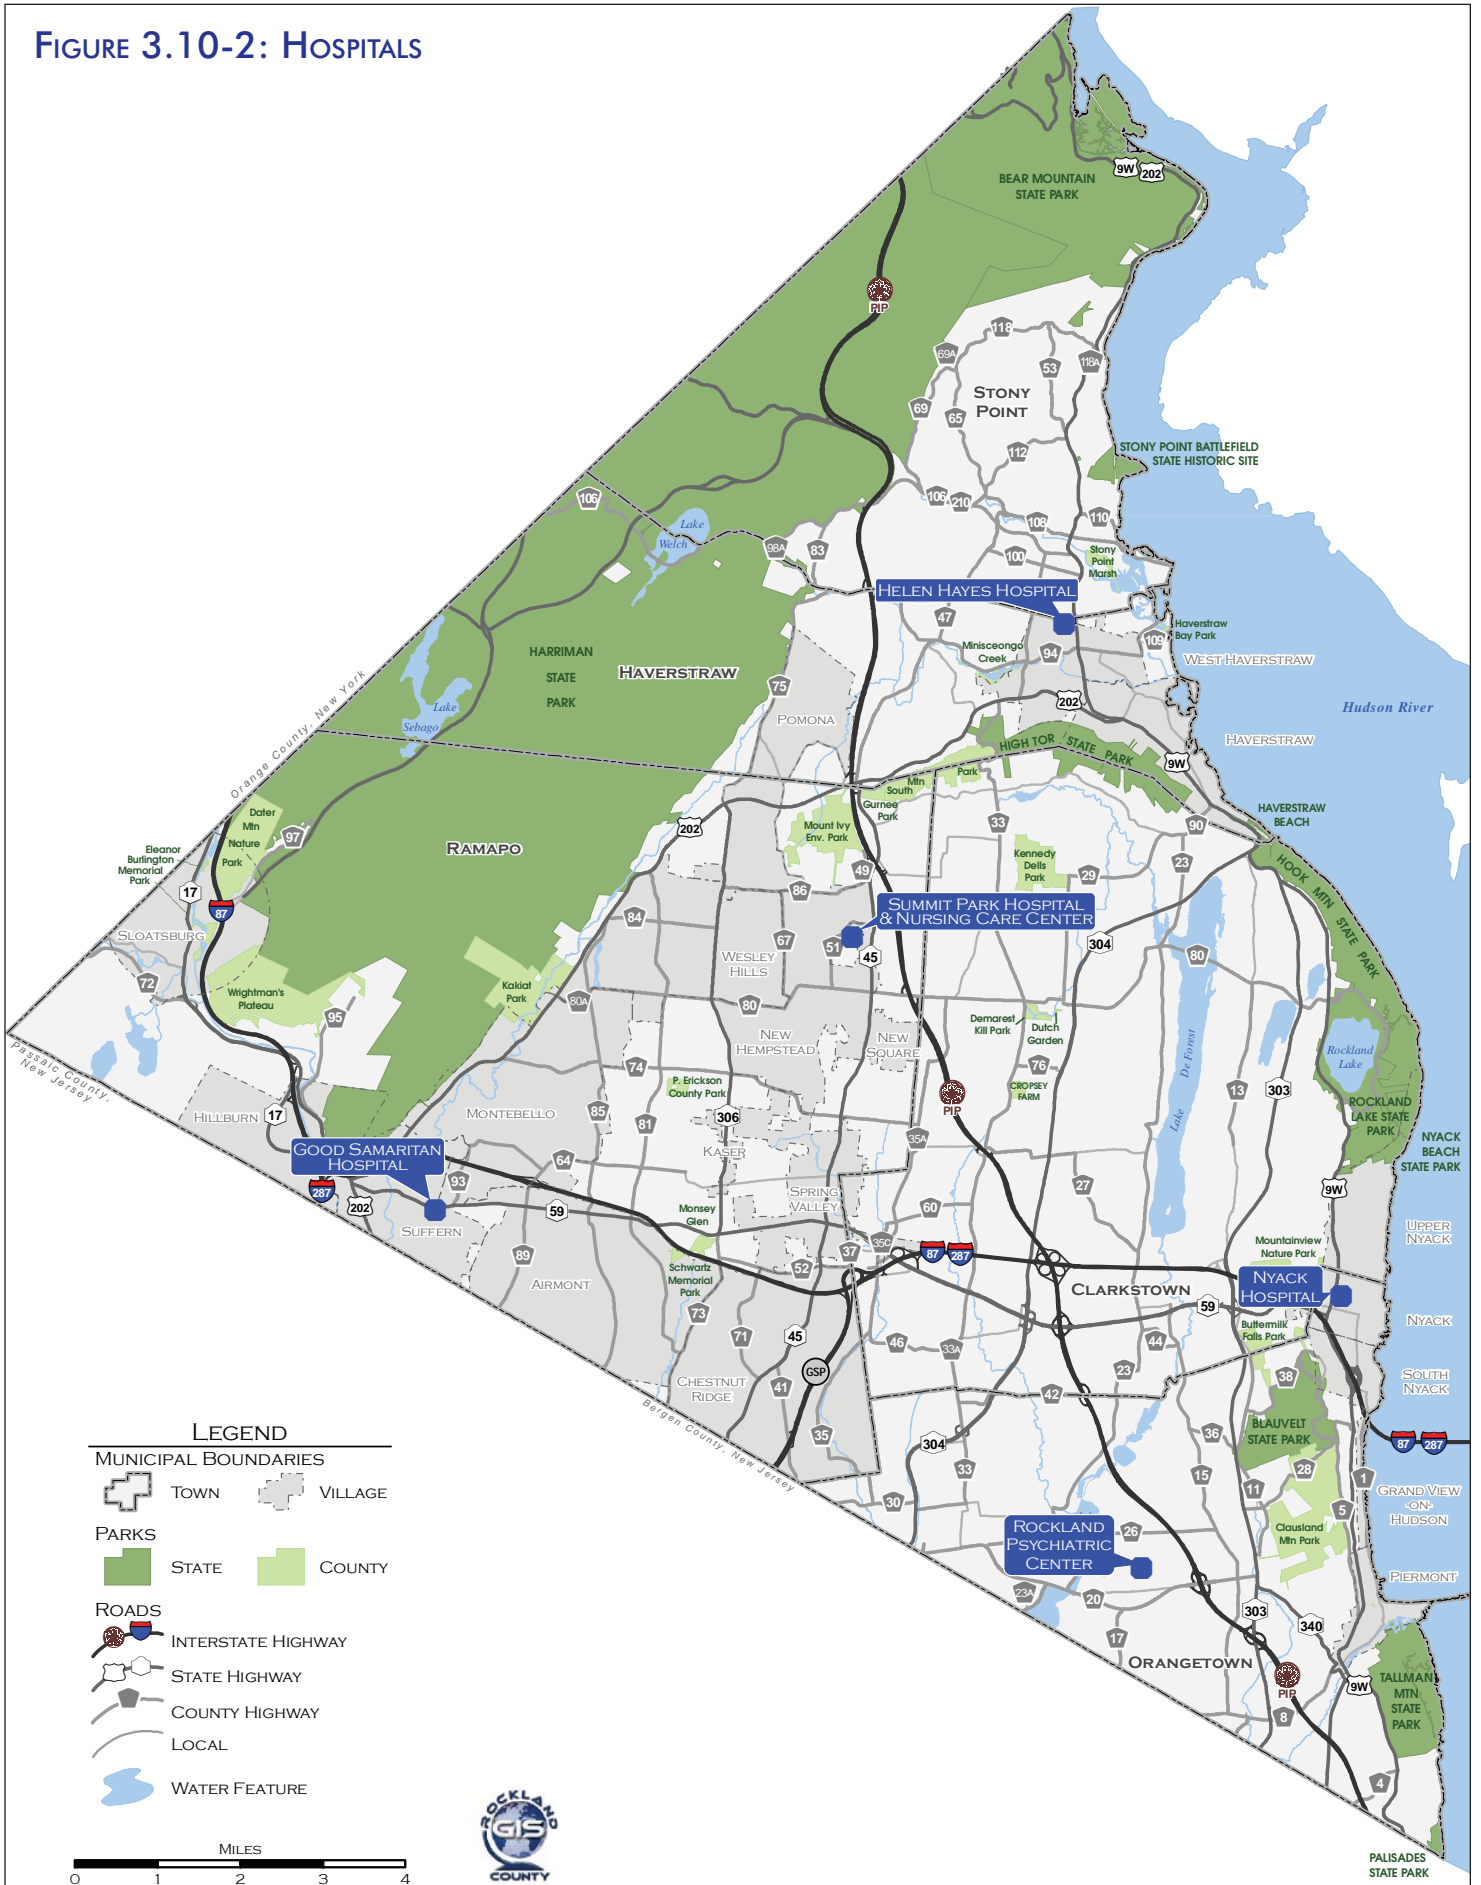 FIGURE 3.10-2: HOSPITALS
9W
202
BEAR MOUNTAIN
STATE PARK
PIP
118
69A
53
118A
STONY
POINT
69
65
112
STONY POINT BATTLEFIELD
STATE HISTORIC SITE
106
106
210
108
110
Lake
Welch
98A
83
100
Stony
Point
Marsh
HELEN HAYES HOSPITAL
47
Haverstraw
Bay Park
109
Minisceongo
Creek
94
WEST HAVERSTRAW
HARRIMAN
STATE
PARK
HAVERSTRAW
75
POMONA
202
Hudson River
Lake
Sebago
Orange County, New York
HIGH TOR STATE PARK
HAVERSTRAW
9W
Mtn
Park
South
Gurnee
Park
Dater
Mtn
Nature
Park
97
202
Mount Ivy
Env. Park
33
90
HAVERSTRAW
BEACH
RAMAPO
Eleanor
Burlington
Memorial
Park
17
87
Kennedy
Dells
Park
29
23
HOOK MTN STATE PARK
49
86
SUMMIT PARK HOSPITAL
& NURSING CARE CENTER
84
SLOATSBURG
67
51
45
304
80
WESLEY
HILLS
72
Wrightman's
Plateau
95
Kakiat
Park
80A
80
Demarest
Kill Park
Dutch
Garden
NEW
HEMPSTEAD
NEW
SQUARE
Lake De Forest
Rockland
Lake
Passaic County,
New Jersey
74
P. Erickson
County Park
76
CROPSEY
FARM
13
303
PIP
ROCKLAND
LAKE STATE
PARK
HILLBURN
17
MONTEBELLO
85
81
306
35A
NYACK
BEACH
STATE PARK
GOOD SAMARITAN
HOSPITAL
64
KASER
93
27
9W
287
202
59
SPRING
VALLEY
60
Monsey
Glen
SUFFERN
UPPER
NYACK
89
37
35C
87
287
Mountainview
Nature Park
AIRMONT
Schwartz
Memorial
Park
52
NYACK
HOSPITAL
CLARKSTOWN
59
73
71
45
46
33A
44
Buttermilk
Falls Park
NYACK
GSP
23
CHESTNUT
RIDGE
41
42
38
SOUTH
NYACK
Bergen County, New Jersey
35
304
36
BLAUVELT
STATE PARK
87
287
33
15
28
11
1
GRAND VIEW
-ON-
HUDSON
30
5
ROCKLAND
PSYCHIATRIC
CENTER
26
Clausland
Mtn Park
PIERMONT
23A
20
303
340
17
ORANGETOWN
PIP
9W
TALLMAN
MTN
STATE
PARK
8
4
PALISADES
STATE PARK
LEGEND
MUNICIPAL BOUNDARIES
TOWN
VILLAGE
PARKS
STATE
COUNTY
ROADS
INTERSTATE HIGHWAY
STATE HIGHWAY
COUNTY HIGHWAY
LOCAL
WATER FEATURE
MILES
0 1 2 3 4
ROCKLAND
GIS
COUNTY